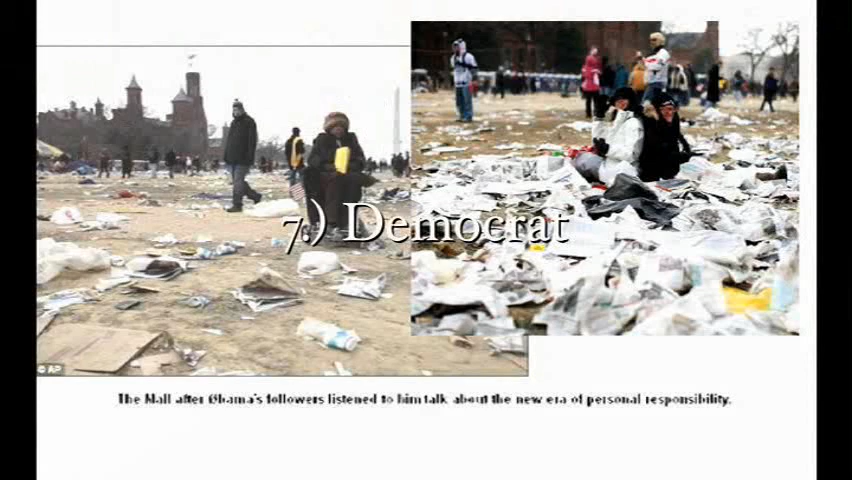 7.) Democrat
© AP
The Mall after Obama's followers listened to him talk about the new era of personal responsibility.